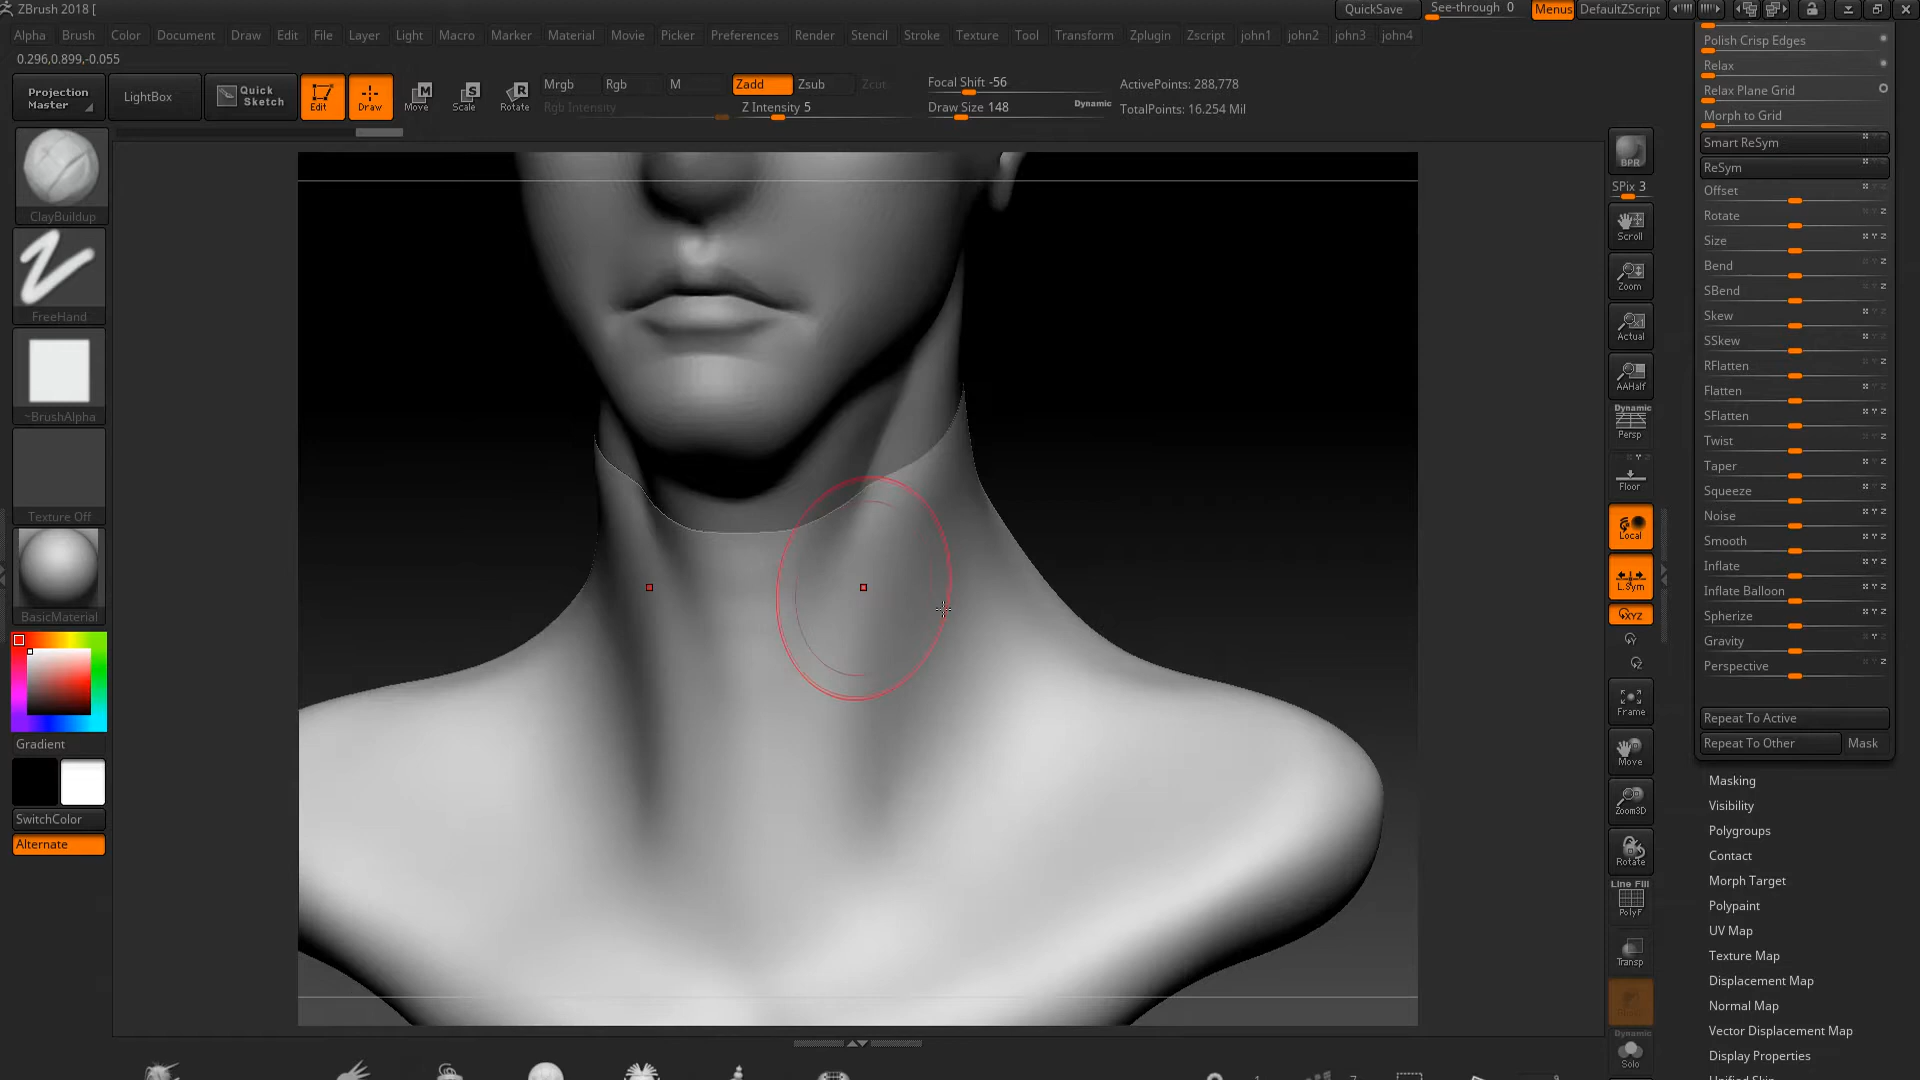 ZBrush 2018 [
QuickSave
See-through 0
Menus
DefaultZScript
Alpha Brush Color Document Draw Edit File Layer Light Macro Marker Material Movie Picker Preferences Render Stencil Stroke Texture Tool Transform Zplugin Zscript john1 john2 john3 john4
0.296,0.899,-0.055
Projection
Master
LightBox
Quick
Sketch
Edit
Draw
Move
Scale
Rotate
Mrgb Rgb M
Rgb Intensity
Zadd Zsub Zcut
Z Intensity 5
Focal Shift -56
Draw Size 148
Dynamic
ActivePoints: 288,778
TotalPoints: 16.254 Mil
ClayBuildup
FreeHand
~BrushAlpha
Texture Off
BasicMaterial
Gradient
SwitchColor
Alternate
BPR
SPix 3
Scroll
Zoom
Actual
AAHalf
Dynamic
Persp
Floor
Local
L.Sym
XYZ
Frame
Move
Zoom3D
Rotate
Line Fill
PolyF
Transp
Dynamic
Solo
Polish Crisp Edges
Relax
Relax Plane Grid
Morph to Grid
Smart ReSym
ReSym
Offset
Rotate
Size
Bend
SBend
Skew
SSkew
RFlatten
Flatten
SFlatten
Twist
Taper
Squeeze
Noise
Smooth
Inflate
Inflate Balloon
Spherize
Gravity
Perspective
Repeat To Active
Repeat To Other
Mask
Masking
Visibility
Polygroups
Contact
Morph Target
Polypaint
UV Map
Texture Map
Displacement Map
Normal Map
Vector Displacement Map
Display Properties